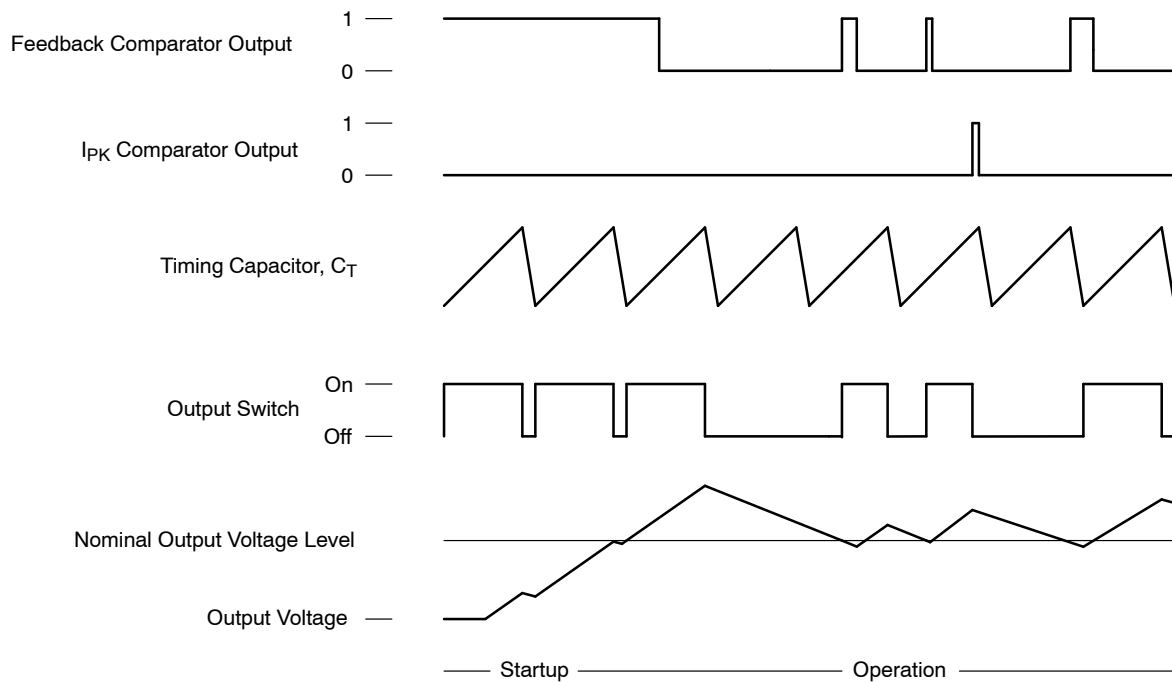 1
Feedback Comparator Output
0
1
IPK Comparator Output
0
Timing Capacitor, CT
On
Output Switch
Off
Nominal Output Voltage Level
Output Voltage
Startup
Operation